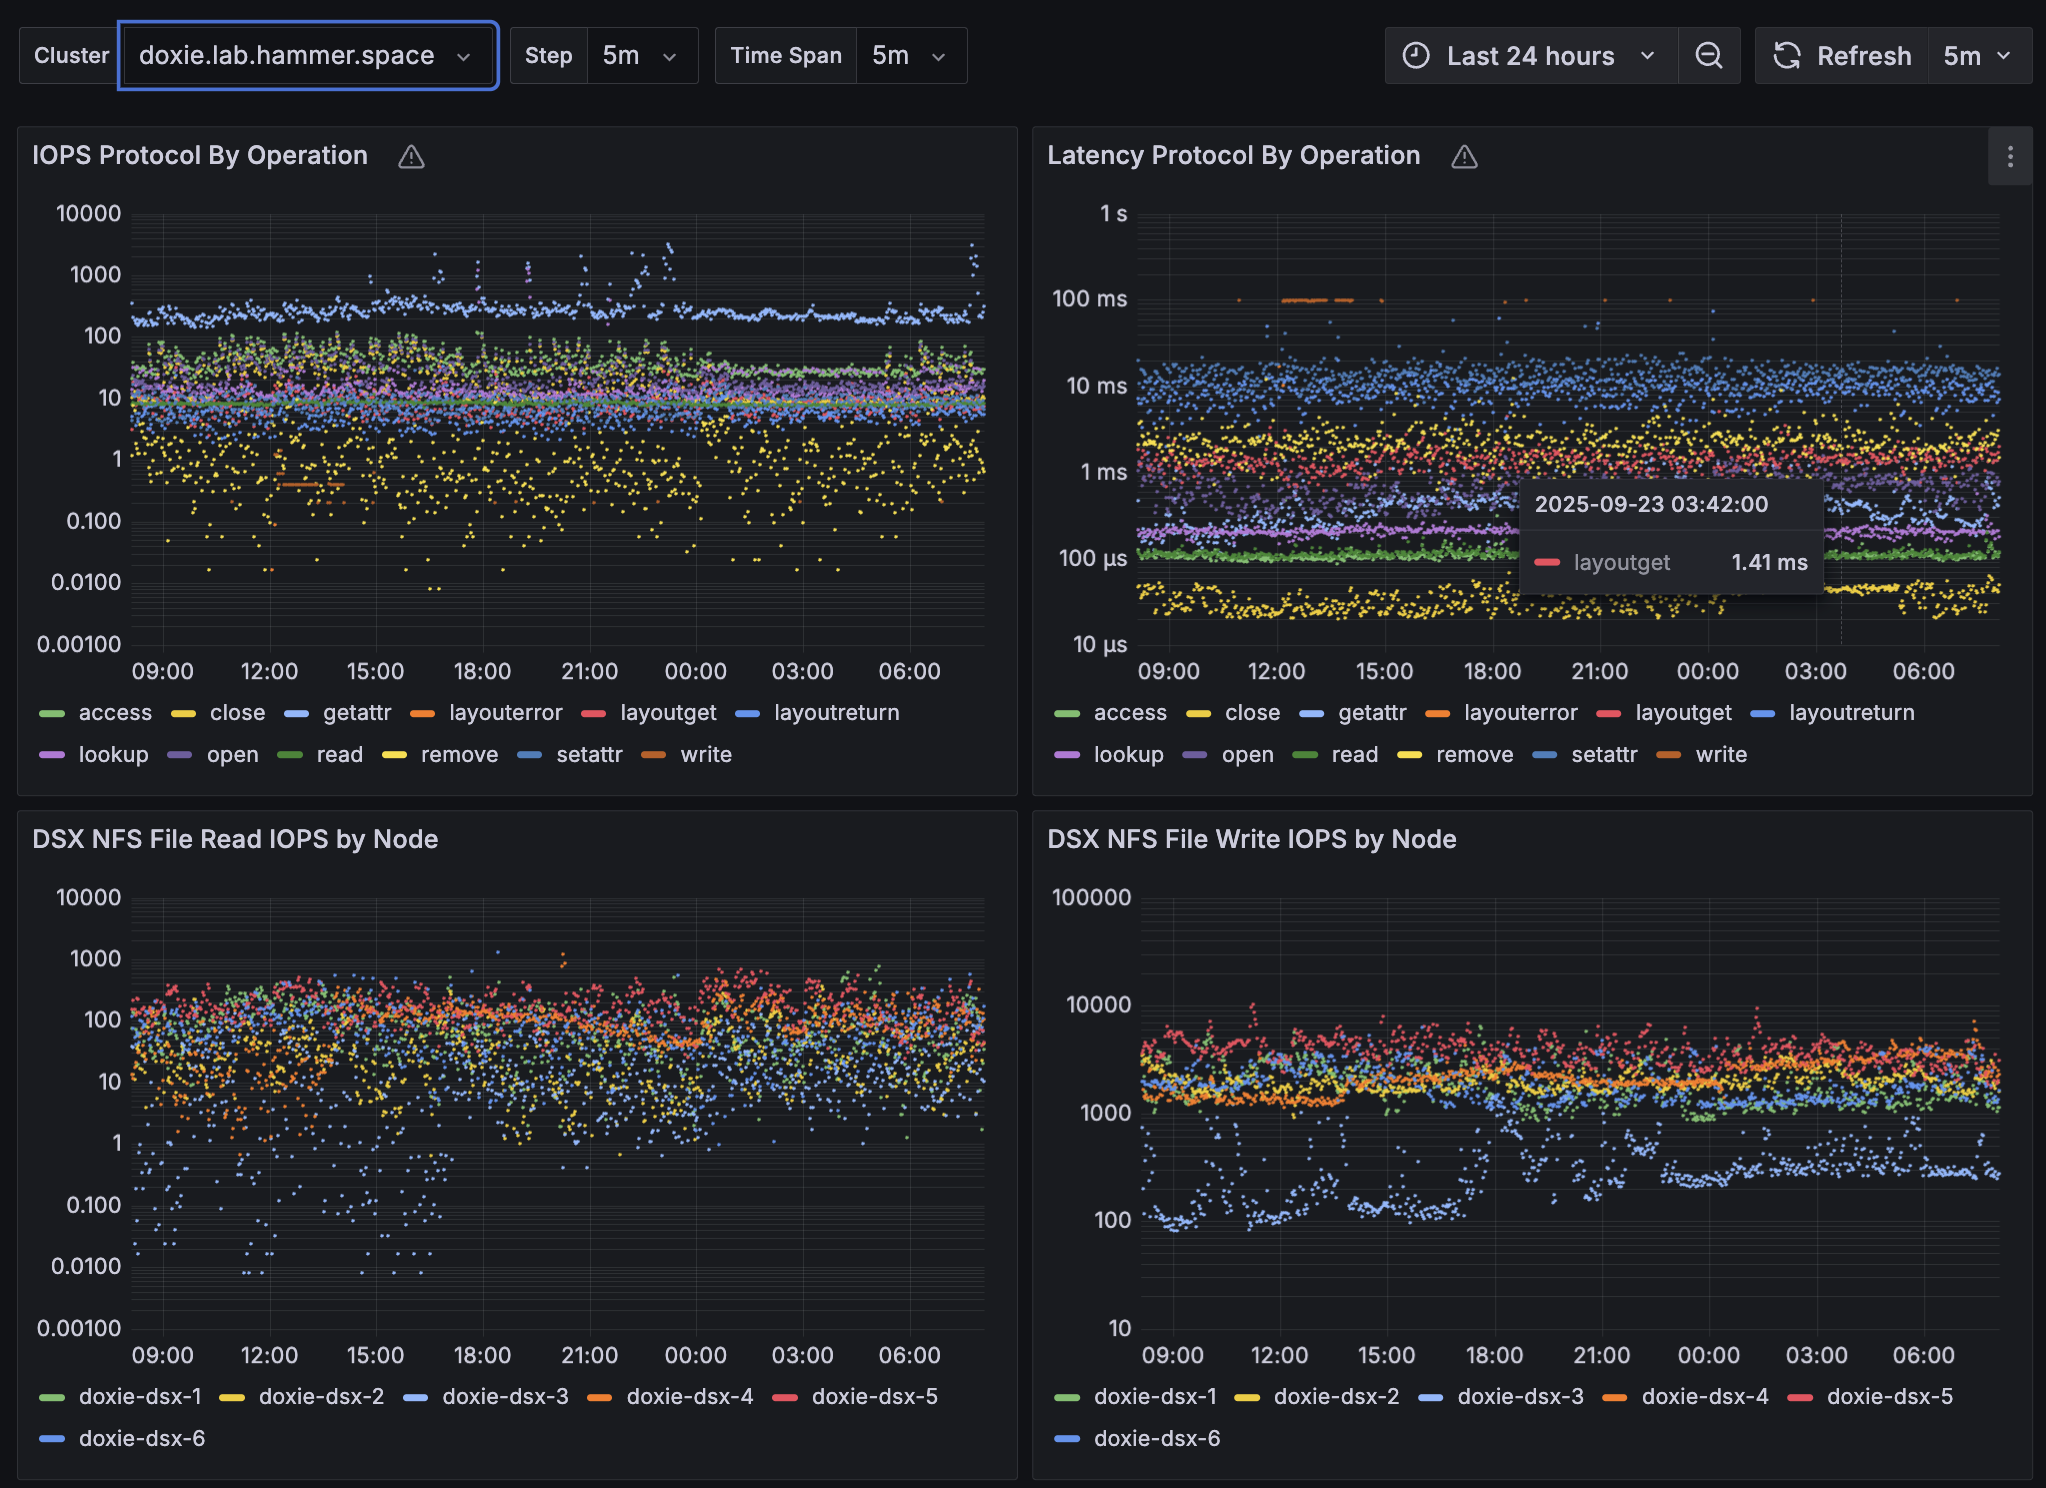 Cluster doxie.lab.hammer.space Step 5m Time Span 5m Last 24 hours Refresh 5m
IOPS Protocol By Operation
10000
1000
100
10
1
0.100
0.0100
0.00100
09:00 12:00 15:00 18:00 21:00 00:00 03:00 06:00
access close getattr layouterror layoutget layoutreturn
lookup open read remove setattr write
Latency Protocol By Operation
1 s
100 ms
10 ms
1 ms
100 µs
10 µs
2025-09-23 03:42:00
layoutget 1.41 ms
09:00 12:00 15:00 18:00 21:00 00:00 03:00 06:00
access close getattr layouterror layoutget layoutreturn
lookup open read remove setattr write
DSX NFS File Read IOPS by Node
10000
1000
100
10
1
0.100
0.0100
0.00100
09:00 12:00 15:00 18:00 21:00 00:00 03:00 06:00
doxie-dsx-1 doxie-dsx-2 doxie-dsx-3 doxie-dsx-4 doxie-dsx-5
doxie-dsx-6
DSX NFS File Write IOPS by Node
100000
10000
1000
100
10
09:00 12:00 15:00 18:00 21:00 00:00 03:00 06:00
doxie-dsx-1 doxie-dsx-2 doxie-dsx-3 doxie-dsx-4 doxie-dsx-5
doxie-dsx-6